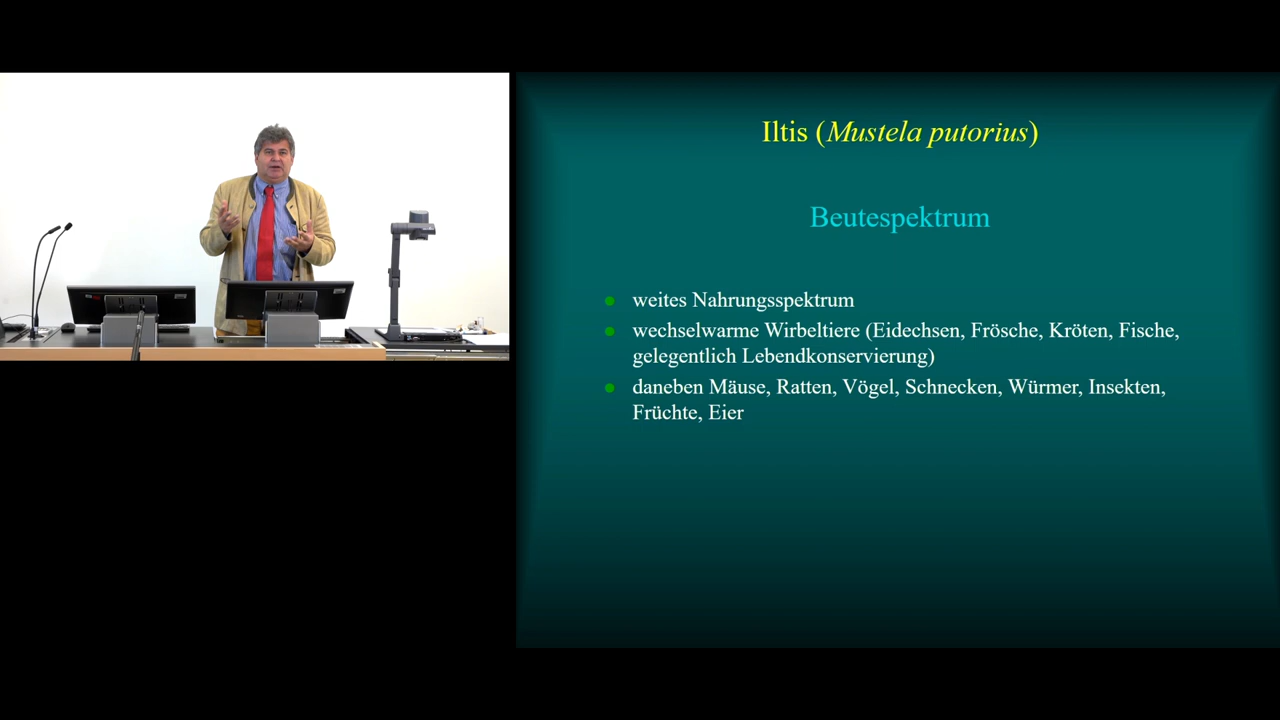 Iltis (Mustela putorius)
Beutespektrum
weites Nahrungsspektrum
wechselwarme Wirbeltiere (Eidechsen, Frösche, Kröten, Fische,
gelegentlich Lebendkonservierung)
daneben Mäuse, Ratten, Vögel, Schnecken, Würmer, Insekten,
Früchte, Eier